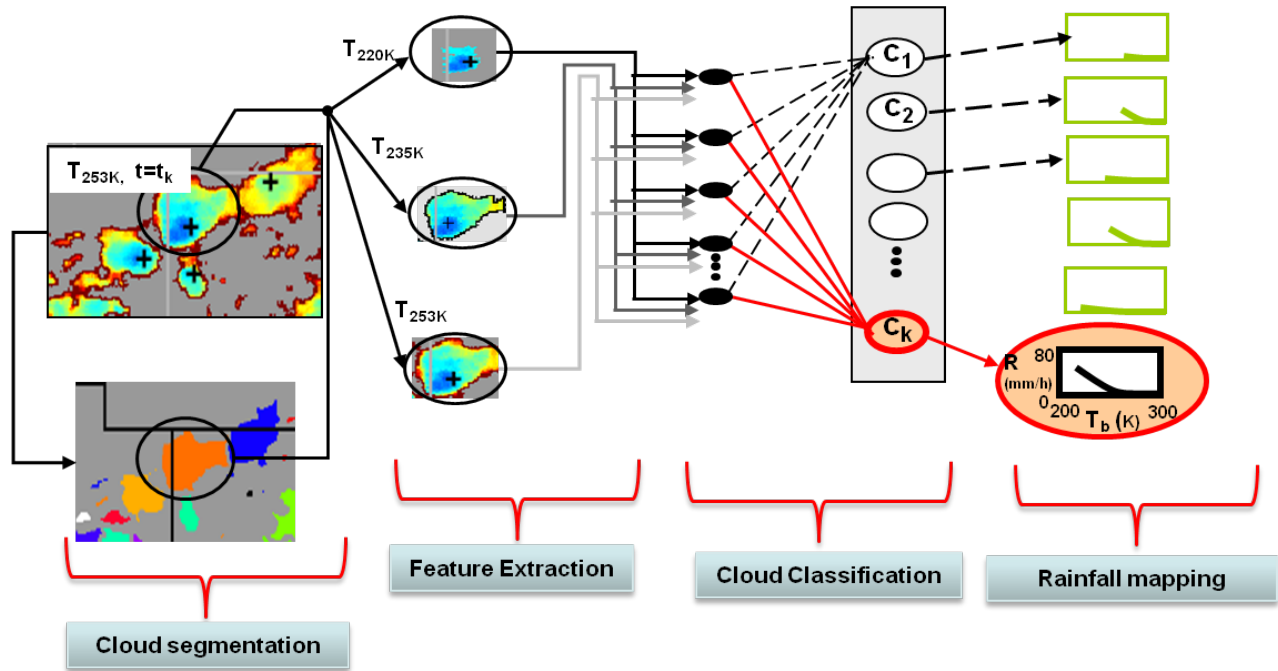 T253K, t=tk
T220K
T235K
T253K
C1
C2
Ck
R
(mm/h)
80
0
200
300
Tb (K)
Cloud segmentation
Feature Extraction
Cloud Classification
Rainfall mapping